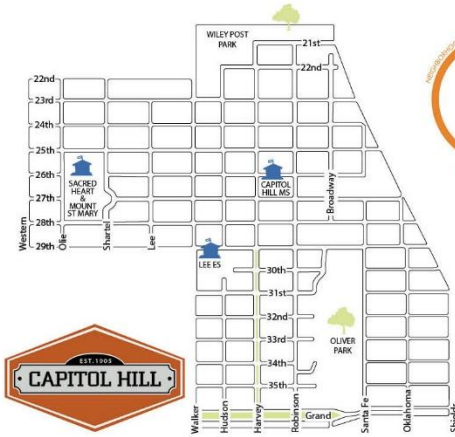 WILEY POST
PARK
21st
22nd
22nd
23rd
24th
25th
26th
27th
28th
29th
SACRED
HEART
&
MOUNT
ST MARY
CAPITOL
HILL MS
Broadway
Western
Olie
Shartel
Lee
LEE ES
30th
31st
32nd
33rd
34th
35th
OLIVER
PARK
EST.1905
CAPITOL HILL
Walker
Hudson
Harvey
Robinson
Grand
Santa Fe
Oklahoma
Shields